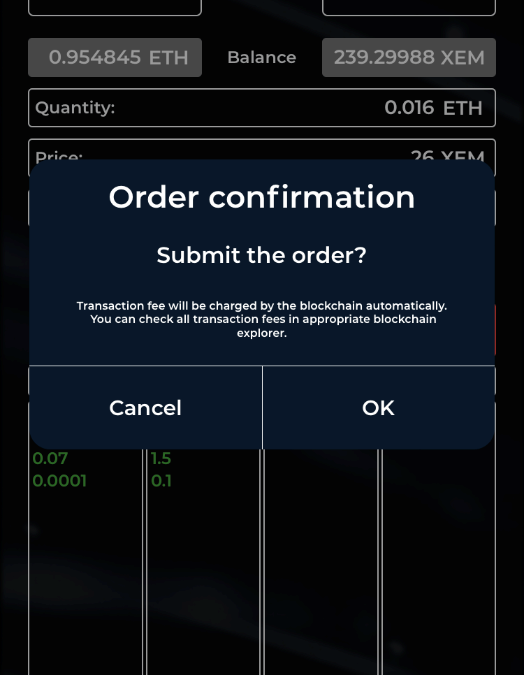 0.954845 ETH Balance 239.29988 XEM
Quantity: 0.016 ETH
Price: 26 XEM
Order confirmation
Submit the order?
Transaction fee will be charged by the blockchain automatically.
You can check all transaction fees in appropriate blockchain
explorer.
Cancel OK
0.07 1.5
0.0001 0.1